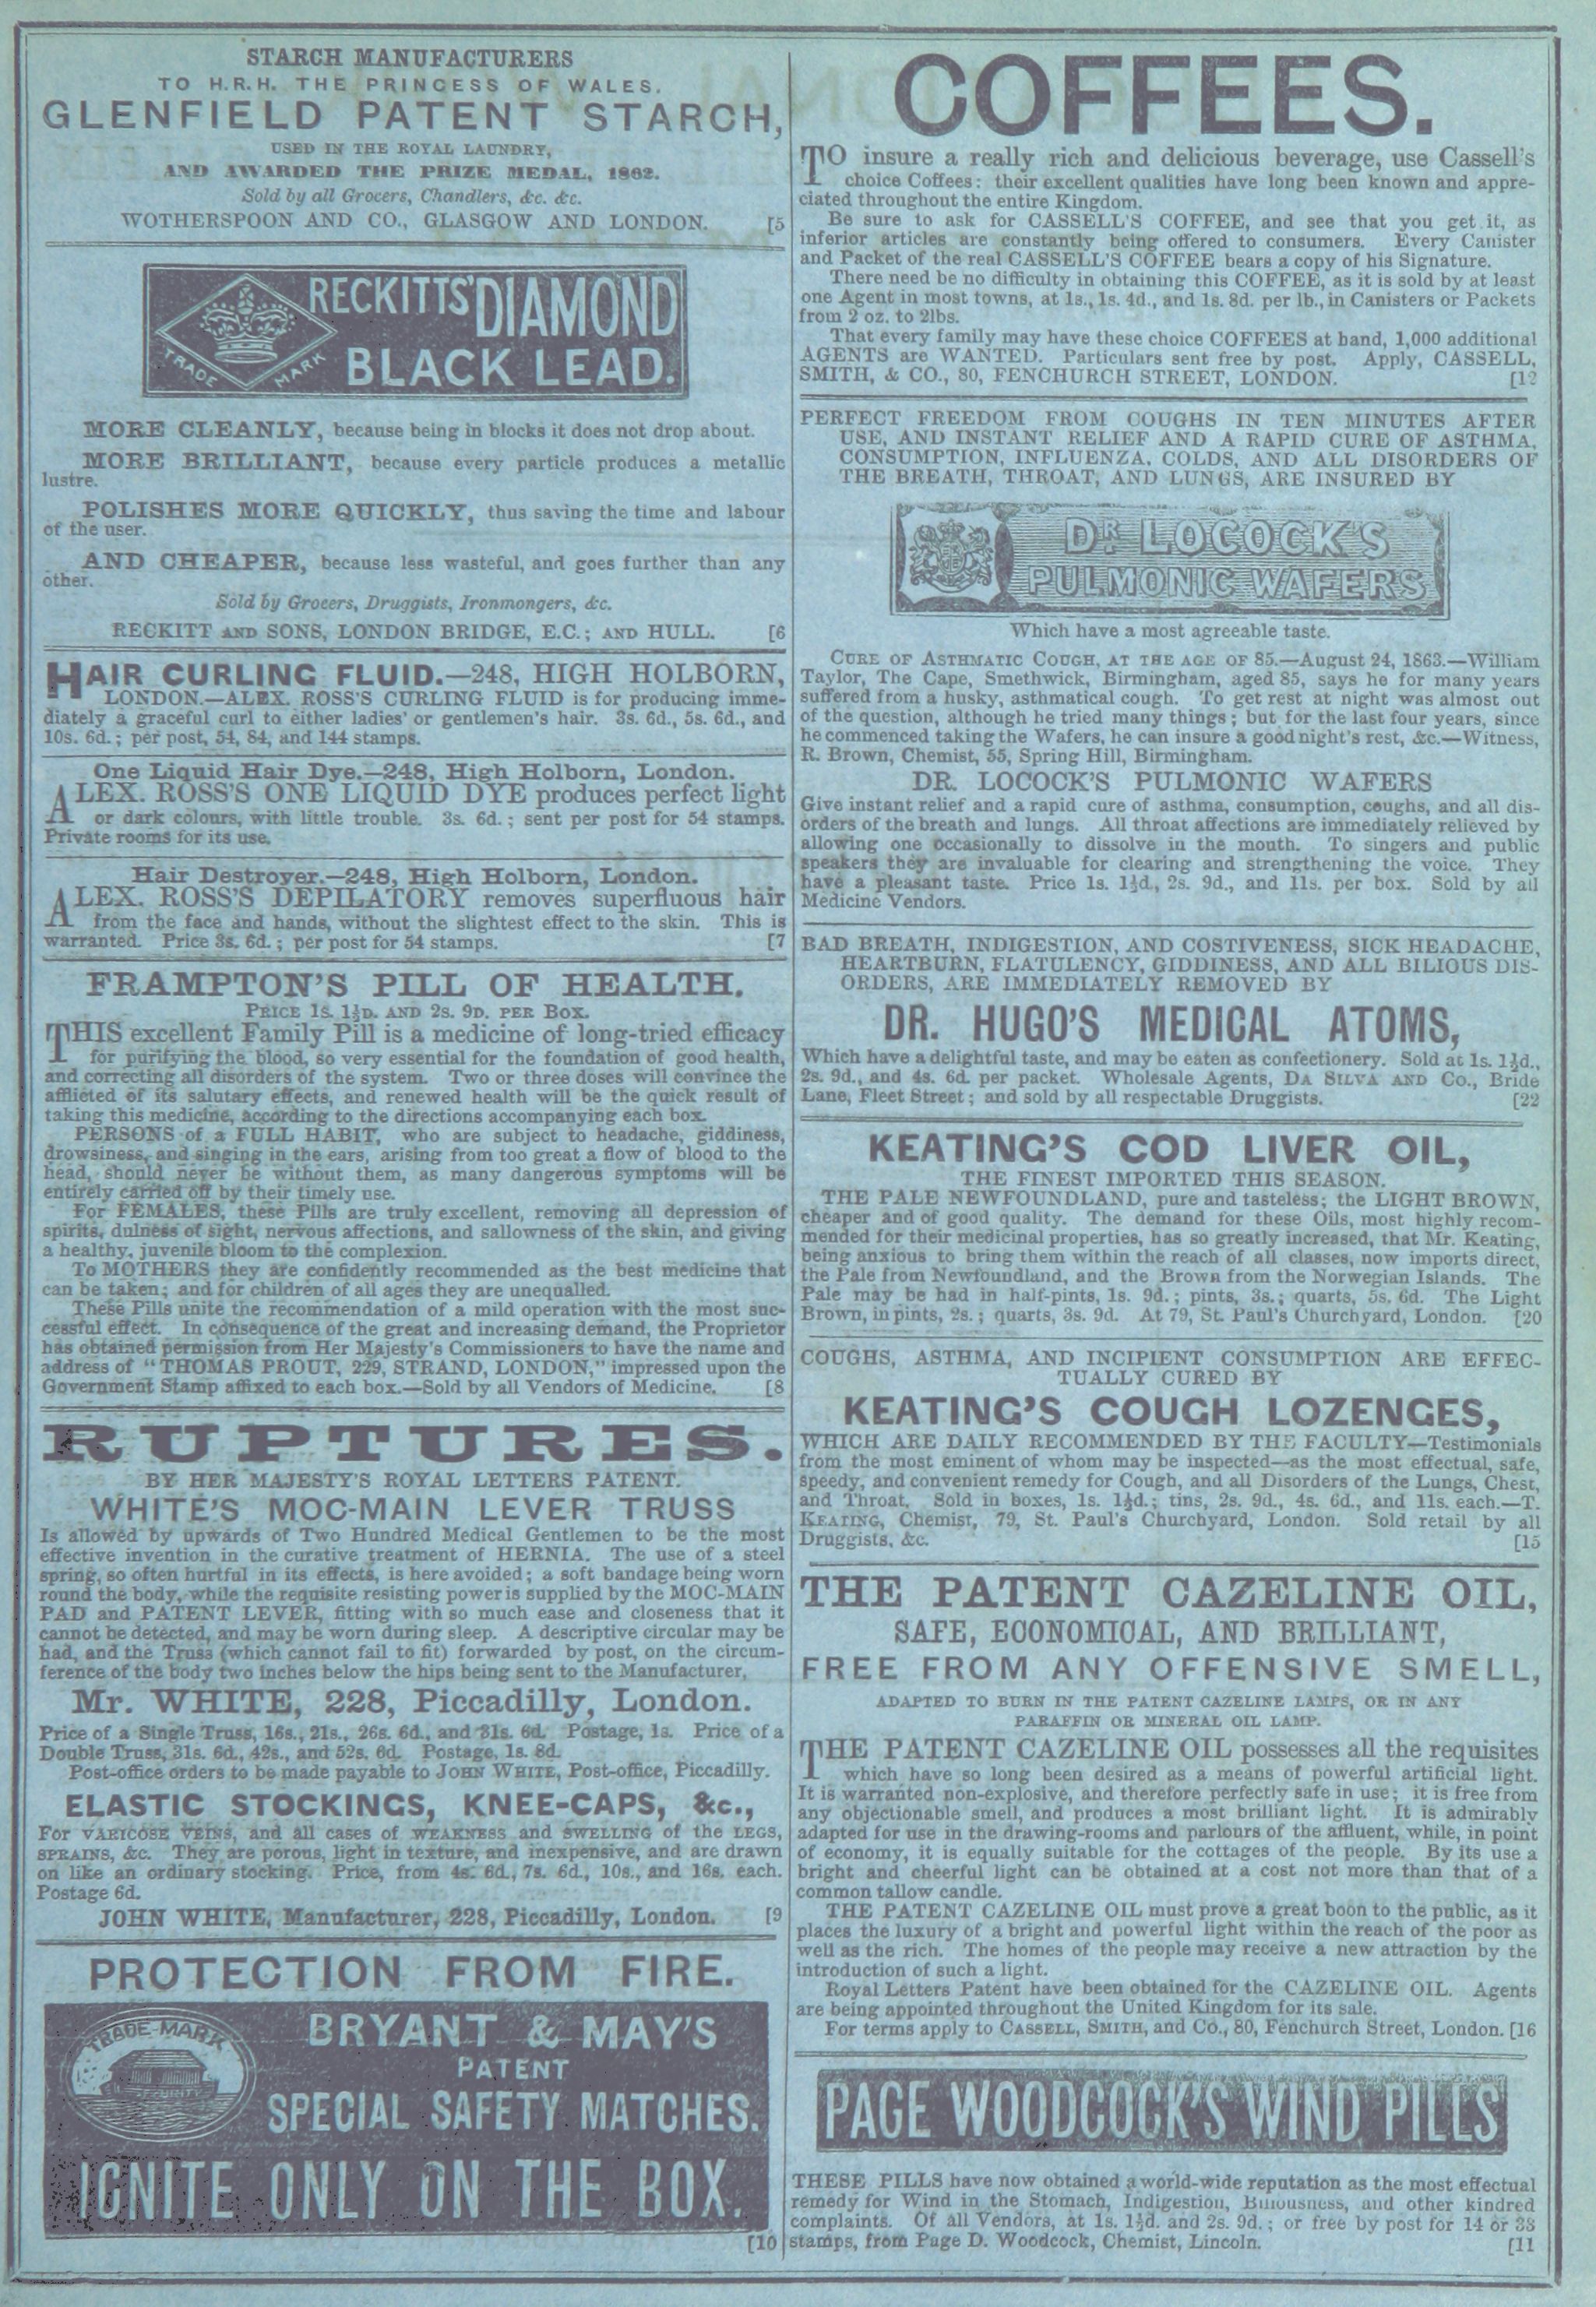 STARCH MANUFACTURERS
TO H.R.H. THE PRINCESS OF WALES.
GLENFIELD PATENT STARCH,
USED IN THE ROYAL LAUNDRY,
AND AWARDED THE PRIZE MEDAL, 1862.
Sold by all Grocers, Chandlers, &c. &c.
WOTHERSPOON AND CO., GLASGOW AND LONDON. [5
RECKITTS' DIAMOND
BLACK LEAD.
TRADE MARK
MORE CLEANLY, because being in blocks it does not drop about.
MORE BRILLIANT, because every particle produces a metallic
lustre.
POLISHES MORE QUICKLY, thus saving the time and labour
of the user.
AND CHEAPER, because less wasteful, and goes further than any
other.
Sold by Grocers, Druggists, Ironmongers, &c.
RECKITT AND SONS, LONDON BRIDGE, E.C.; AND HULL. [6
HAIR CURLING FLUID.—248, HIGH HOLBORN,
LONDON.—ALEX. ROSS'S CURLING FLUID is for producing imme-
diately a graceful curl to either ladies' or gentlemen's hair. 3s. 6d., 5s. 6d., and
10s. 6d.; per post, 54, 84, and 144 stamps.
One Liquid Hair Dye.—248, High Holborn, London.
ALEX. ROSS'S ONE LIQUID DYE produces perfect light
or dark colours, with little trouble. 3s. 6d.; sent per post for 54 stamps.
Private rooms for its use.
Hair Destroyer.—248, High Holborn, London.
ALEX. ROSS'S DEPILATORY removes superfluous hair
from the face and hands, without the slightest effect to the skin. This is
warranted. Price 3s. 6d.; per post for 54 stamps. [7
FRAMPTON'S PILL OF HEALTH.
PRICE 1S. 1½D. AND 2S. 9D. PER BOX.
THIS excellent Family Pill is a medicine of long-tried efficacy
for purifying the blood, so very essential for the foundation of good health,
and correcting all disorders of the system. Two or three doses will convince the
afflicted of its salutary effects, and renewed health will be the quick result of
taking this medicine, according to the directions accompanying each box.
PERSONS of a FULL HABIT, who are subject to headache, giddiness,
drowsiness, and singing in the ears, arising from too great a flow of blood to the
head, should never be without them, as many dangerous symptoms will be
entirely carried off by their timely use.
For FEMALES, these Pills are truly excellent, removing all depression of
spirits, dulness of sight, nervous affections, and sallowness of the skin, and giving
a healthy, juvenile bloom to the complexion.
To MOTHERS they are confidently recommended as the best medicine that
can be taken; and for children of all ages they are unequalled.
These Pills unite the recommendation of a mild operation with the most suc-
cessful effect. In consequence of the great and increasing demand, the Proprietor
has obtained permission from Her Majesty's Commissioners to have the name and
address of "THOMAS PROUT, 229, STRAND, LONDON," impressed upon the
Government Stamp affixed to each box.—Sold by all Vendors of Medicine. [8
RUPTURES.
BY HER MAJESTY'S ROYAL LETTERS PATENT.
WHITE'S MOC-MAIN LEVER TRUSS
Is allowed by upwards of Two Hundred Medical Gentlemen to be the most
effective invention in the curative treatment of HERNIA. The use of a steel
spring, so often hurtful in its effects, is here avoided; a soft bandage being worn
round the body, while the requisite resisting power is supplied by the MOC-MAIN
PAD and PATENT LEVER, fitting with so much ease and closeness that it
cannot be detected, and may be worn during sleep. A descriptive circular may be
had, and the Truss (which cannot fail to fit) forwarded by post, on the circum-
ference of the body two inches below the hips being sent to the Manufacturer,
Mr. WHITE, 228, Piccadilly, London.
Price of a Single Truss, 16s., 21s., 26s. 6d., and 31s. 6d. Postage, 1s. Price of a
Double Truss, 31s. 6d., 42s., and 52s. 6d. Postage, 1s. 8d.
Post-office orders to be made payable to JOHN WHITE, Post-office, Piccadilly.
ELASTIC STOCKINGS, KNEE-CAPS, &c.,
For VARICOSE VEINS, and all cases of WEAKNESS and SWELLING of the LEGS,
SPRAINS, &c. They are porous, light in texture, and inexpensive, and are drawn
on like an ordinary stocking. Price, from 4s. 6d., 7s. 6d., 10s., and 16s. each.
Postage 6d.
JOHN WHITE, Manufacturer, 228, Piccadilly, London. [9
PROTECTION FROM FIRE.
TRADE MARK
SECURITY
BRYANT & MAY'S
PATENT
SPECIAL SAFETY MATCHES.
IGNITE ONLY ON THE BOX.
[10
COFFEES.
TO insure a really rich and delicious beverage, use Cassell's
choice Coffees: their excellent qualities have long been known and appre-
ciated throughout the entire Kingdom.
Be sure to ask for CASSELL'S COFFEE, and see that you get it, as
inferior articles are constantly being offered to consumers. Every Canister
and Packet of the real CASSELL'S COFFEE bears a copy of his Signature.
There need be no difficulty in obtaining this COFFEE, as it is sold by at least
one Agent in most towns, at 1s., 1s. 4d., and 1s. 8d. per lb., in Canisters or Packets
from 2 oz. to 2lbs.
That every family may have these choice COFFEES at hand, 1,000 additional
AGENTS are WANTED. Particulars sent free by post. Apply, CASSELL,
SMITH, & CO., 80, FENCHURCH STREET, LONDON. [12
PERFECT FREEDOM FROM COUGHS IN TEN MINUTES AFTER
USE, AND INSTANT RELIEF AND A RAPID CURE OF ASTHMA,
CONSUMPTION, INFLUENZA, COLDS, AND ALL DISORDERS OF
THE BREATH, THROAT, AND LUNGS, ARE INSURED BY
DR LOCOCK'S
PULMONIC WAFERS
Which have a most agreeable taste.
CURE OF ASTHMATIC COUGH, AT THE AGE OF 85.—August 24, 1863.—William
Taylor, The Cape, Smethwick, Birmingham, aged 85, says he for many years
suffered from a husky, asthmatical cough. To get rest at night was almost out
of the question, although he tried many things; but for the last four years, since
he commenced taking the Wafers, he can insure a good night's rest, &c.—Witness,
R. Brown, Chemist, 55, Spring Hill, Birmingham.
DR. LOCOCK'S PULMONIC WAFERS
Give instant relief and a rapid cure of asthma, consumption, coughs, and all dis-
orders of the breath and lungs. All throat affections are immediately relieved by
allowing one occasionally to dissolve in the mouth. To singers and public
speakers they are invaluable for clearing and strengthening the voice. They
have a pleasant taste. Price 1s. 1½d., 2s. 9d., and 11s. per box. Sold by all
Medicine Vendors.
BAD BREATH, INDIGESTION, AND COSTIVENESS, SICK HEADACHE,
HEARTBURN, FLATULENCY, GIDDINESS, AND ALL BILIOUS DIS-
ORDERS, ARE IMMEDIATELY REMOVED BY
DR. HUGO'S MEDICAL ATOMS,
Which have a delightful taste, and may be eaten as confectionery. Sold at 1s. 1½d.,
2s. 9d., and 4s. 6d. per packet. Wholesale Agents, DA SILVA AND Co., Bride
Lane, Fleet Street; and sold by all respectable Druggists. [22
KEATING'S COD LIVER OIL,
THE FINEST IMPORTED THIS SEASON.
THE PALE NEWFOUNDLAND, pure and tasteless; the LIGHT BROWN,
cheaper and of good quality. The demand for these Oils, most highly recom-
mended for their medicinal properties, has so greatly increased, that Mr. Keating,
being anxious to bring them within the reach of all classes, now imports direct,
the Pale from Newfoundland, and the Brown from the Norwegian Islands. The
Pale may be had in half-pints, 1s. 9d.; pints, 3s.; quarts, 5s. 6d. The Light
Brown, in pints, 2s.; quarts, 3s. 9d. At 79, St. Paul's Churchyard, London. [20
COUGHS, ASTHMA, AND INCIPIENT CONSUMPTION ARE EFFEC-
TUALLY CURED BY
KEATING'S COUGH LOZENGES,
WHICH ARE DAILY RECOMMENDED BY THE FACULTY—Testimonials
from the most eminent of whom may be inspected—as the most effectual, safe,
speedy, and convenient remedy for Cough, and all Disorders of the Lungs, Chest,
and Throat. Sold in boxes, 1s. 1½d.; tins, 2s. 9d., 4s. 6d., and 11s. each.—T.
KEATING, Chemist, 79, St. Paul's Churchyard, London. Sold retail by all
Druggists, &c. [15
THE PATENT CAZELINE OIL,
SAFE, ECONOMICAL, AND BRILLIANT,
FREE FROM ANY OFFENSIVE SMELL,
ADAPTED TO BURN IN THE PATENT CAZELINE LAMPS, OR IN ANY
PARAFFIN OR MINERAL OIL LAMP.
THE PATENT CAZELINE OIL possesses all the requisites
which have so long been desired as a means of powerful artificial light.
It is warranted non-explosive, and therefore perfectly safe in use; it is free from
any objectionable smell, and produces a most brilliant light. It is admirably
adapted for use in the drawing-rooms and parlours of the affluent, while, in point
of economy, it is equally suitable for the cottages of the people. By its use a
bright and cheerful light can be obtained at a cost not more than that of a
common tallow candle.
THE PATENT CAZELINE OIL must prove a great boon to the public, as it
places the luxury of a bright and powerful light within the reach of the poor as
well as the rich. The homes of the people may receive a new attraction by the
introduction of such a light.
Royal Letters Patent have been obtained for the CAZELINE OIL. Agents
are being appointed throughout the United Kingdom for its sale.
For terms apply to CASSELL, SMITH, and Co., 80, Fenchurch Street, London. [16
PAGE WOODCOCK'S WIND PILLS
THESE PILLS have now obtained a world-wide reputation as the most effectual
remedy for Wind in the Stomach, Indigestion, Biliousness, and other kindred
complaints. Of all Vendors, at 1s. 1½d. and 2s. 9d.; or free by post for 14 or 33
stamps, from Page D. Woodcock, Chemist, Lincoln. [11